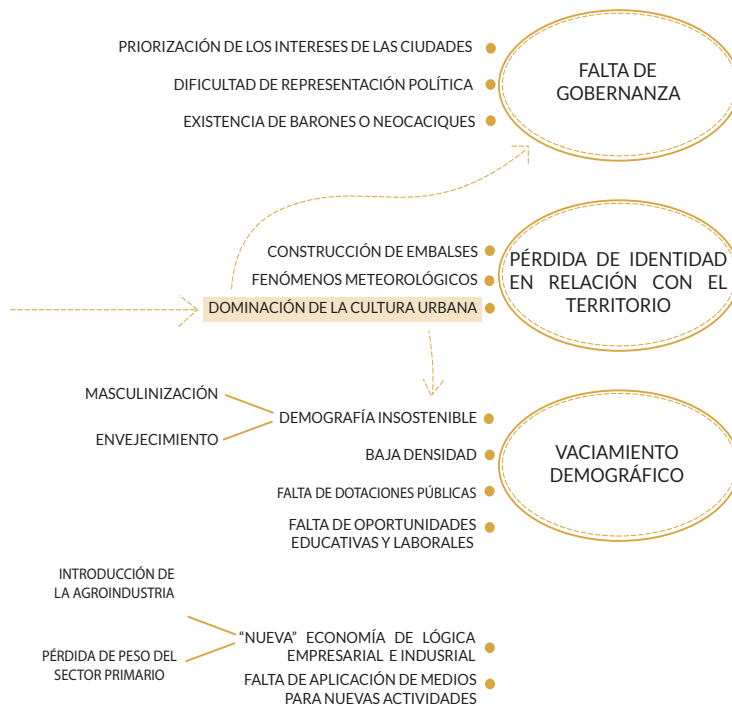 PRIORIZACIÓN DE LOS INTERESES DE LAS CIUDADES
DIFICULTAD DE REPRESENTACIÓN POLÍTICA
EXISTENCIA DE BARONES O NEOCACIQUES
FALTA DE
GOBERNANZA
CONSTRUCCIÓN DE EMBALSES
FENÓMENOS METEOROLÓGICOS
DOMINACIÓN DE LA CULTURA URBANA
PÉRDIDA DE IDENTIDAD
EN RELACIÓN CON EL
TERRITORIO
MASCULINIZACIÓN
ENVEJECIMIENTO
DEMOGRAFÍA INSOSTENIBLE
BAJA DENSIDAD
FALTA DE DOTACIONES PÚBLICAS
FALTA DE OPORTUNIDADES
EDUCATIVAS Y LABORALES
VACIAMIENTO
DEMOGRÁFICO
INTRODUCCIÓN DE
LA AGROINDUSTRIA
PÉRDIDA DE PESO DEL
SECTOR PRIMARIO
“NUEVA” ECONOMÍA DE LÓGICA
EMPRESARIAL E INDUSRIAL
FALTA DE APLICACIÓN DE MEDIOS
PARA NUEVAS ACTIVIDADES